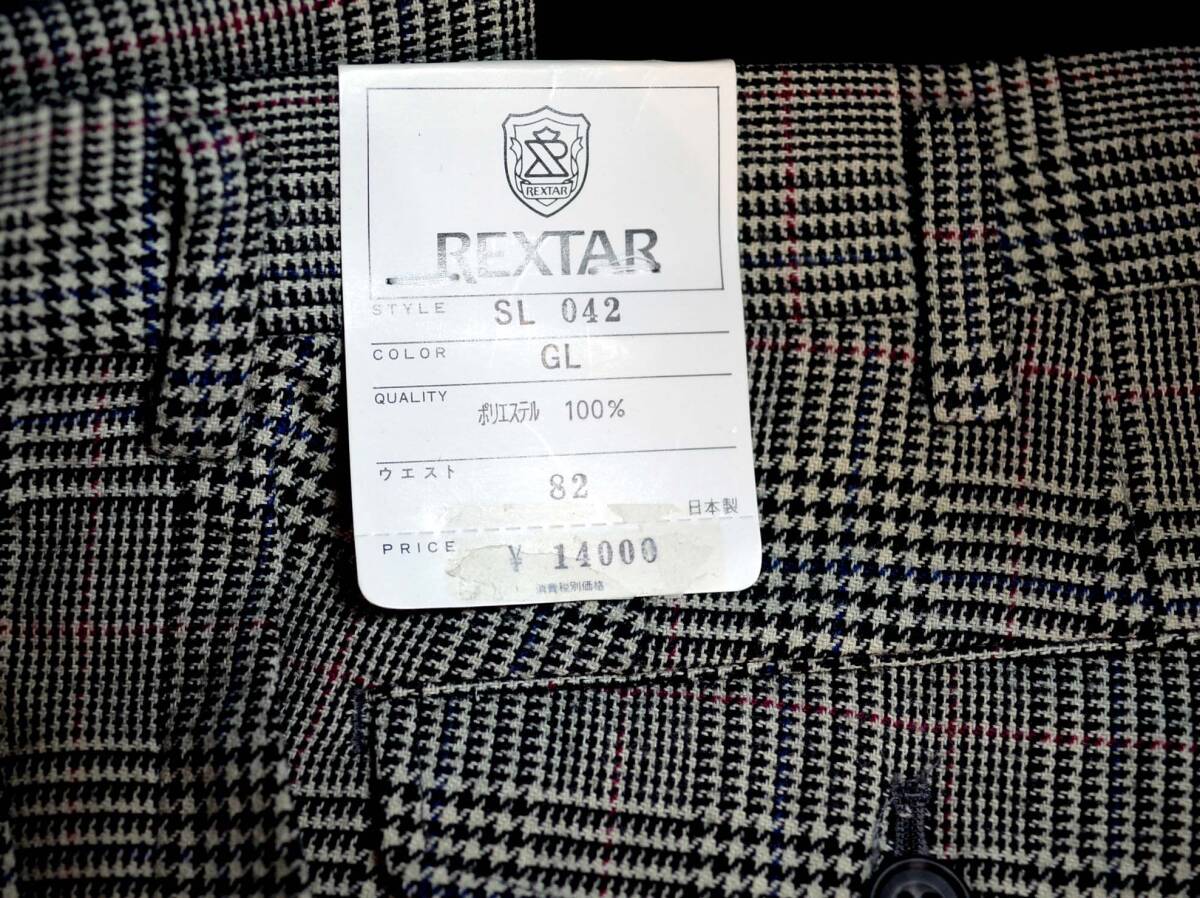 REXTAR
REXTAR
STYLE SL 042
COLOR GL
QUALITY
ポリエステル 100%
ウエスト 82
日本製
PRICE ¥ 14000
消費税別価格